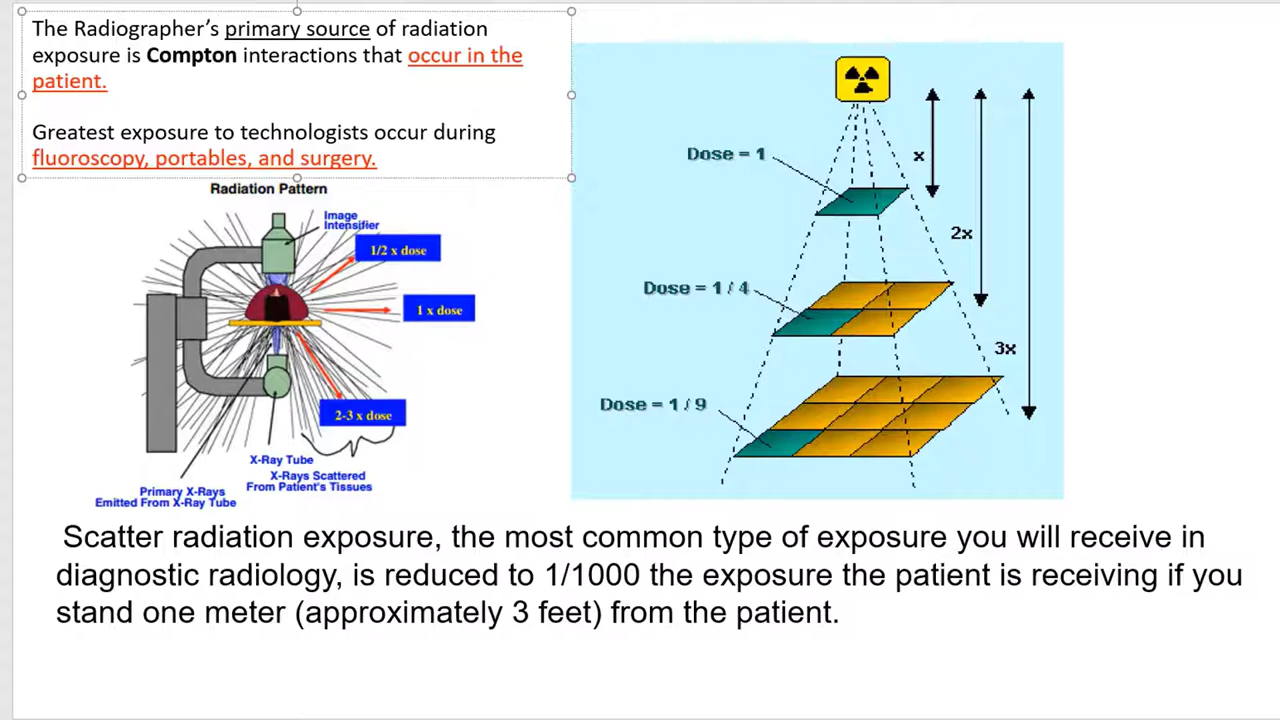 The Radiographer's primary source of radiation
exposure is Compton interactions that occur in the
patient.
Greatest exposure to technologists occur during
fluoroscopy, portables, and surgery.
Radiation Pattern
Image
Intensifier
1/2 x dose
1 x dose
2-3 x dose
X-Ray Tube
X-Rays Scattered
From Patient's Tissues
Primary X-Rays
Emitted From X-Ray Tube
Dose = 1
x
2x
Dose = 1 / 4
3x
Dose = 1 / 9
Scatter radiation exposure, the most common type of exposure you will receive in
diagnostic radiology, is reduced to 1/1000 the exposure the patient is receiving if you
stand one meter (approximately 3 feet) from the patient.